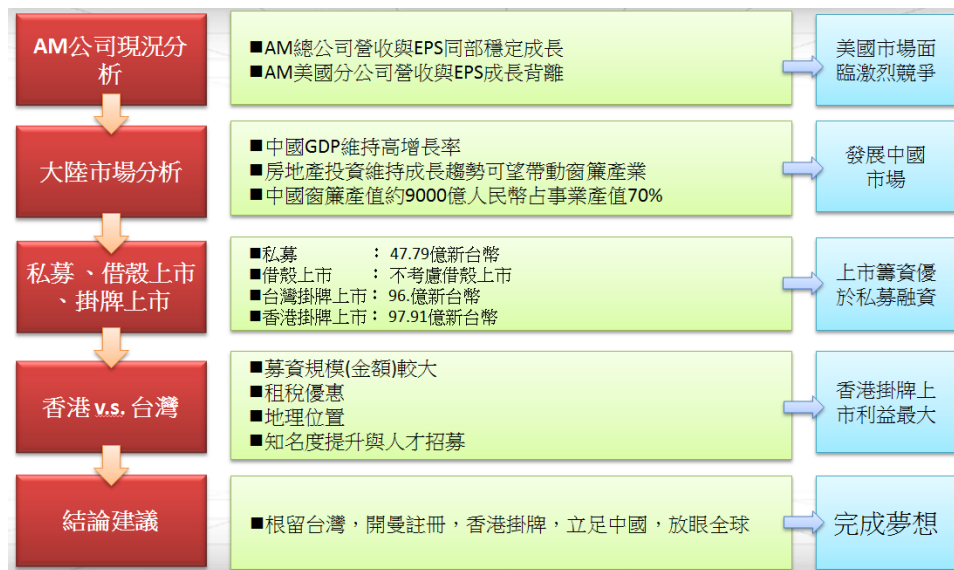 AM公司現況分
析
■AM總公司營收與EPS同部穩定成長
■AM美國分公司營收與EPS成長背離
美國市場面
臨激烈競爭
大陸市場分析
■中國GDP維持高增長率
■房地產投資維持成長趨勢可望帶動窗簾產業
■中國窗簾產值約9000億人民幣占事業產值70%
發展中國
市場
私募、借殼上市
、掛牌上市
■私募 : 47.79億新台幣
■借殼上市 : 不考慮借殼上市
■台灣掛牌上市: 96.億新台幣
■香港掛牌上市: 97.91億新台幣
上市籌資優
於私募融資
香港 v.s. 台灣
■募資規模(金額)較大
■租稅優惠
■地理位置
■知名度提升與人才招募
香港掛牌上
市利益最大
結論建議
■根留台灣，開曼註冊，香港掛牌，立足中國，放眼全球
完成夢想